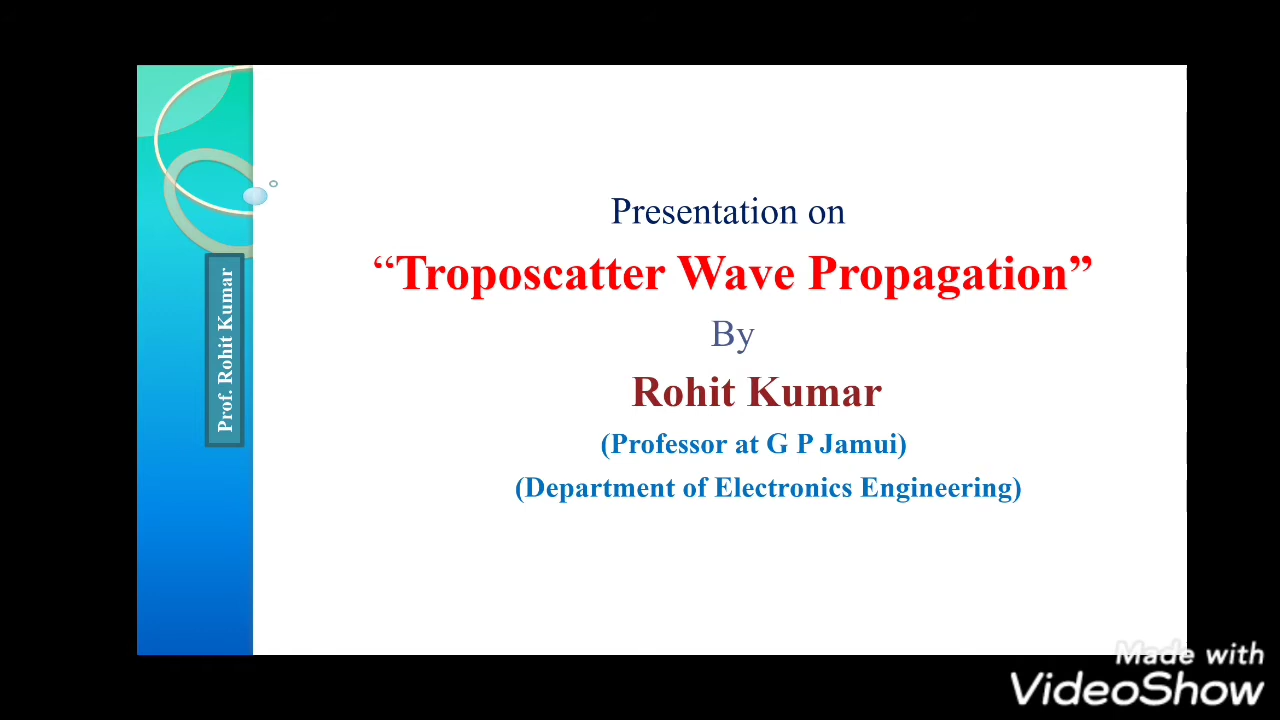 Presentation on
“Troposcatter Wave Propagation”
By
Rohit Kumar
(Professor at G P Jamui)
(Department of Electronics Engineering)
Prof. Rohit Kumar
Made with
VideoShow